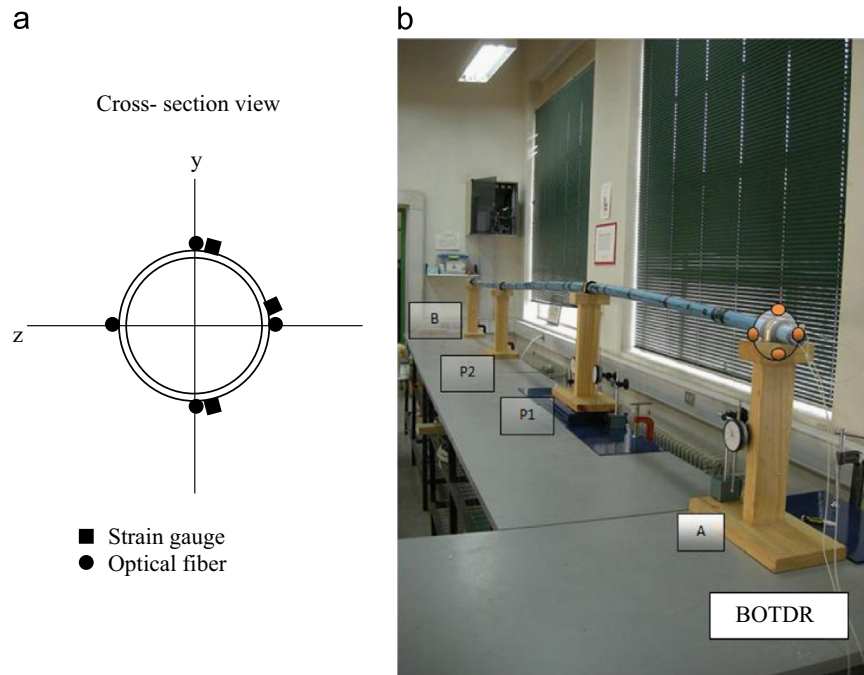 a
Cross- section view
y
z
Strain gauge
Optical fiber
b
B
P2
P1
A
BOTDR